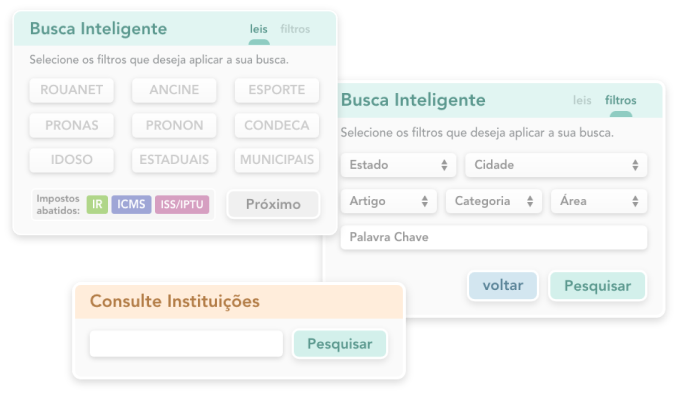 Busca Inteligente leis filtros
Selecione os filtros que deseja aplicar a sua busca.
ROUANET ANCINE ESPORTE
PRONAS PRONON CONDECA
IDOSO ESTADUAIS MUNICIPAIS
Impostos
abatidos: IR ICMS ISS/IPTU Próximo
Busca Inteligente leis filtros
Selecione os filtros que deseja aplicar a sua busca.
Estado Cidade
Artigo Categoria Área
Palavra Chave
voltar Pesquisar
Consulte Instituições
Pesquisar